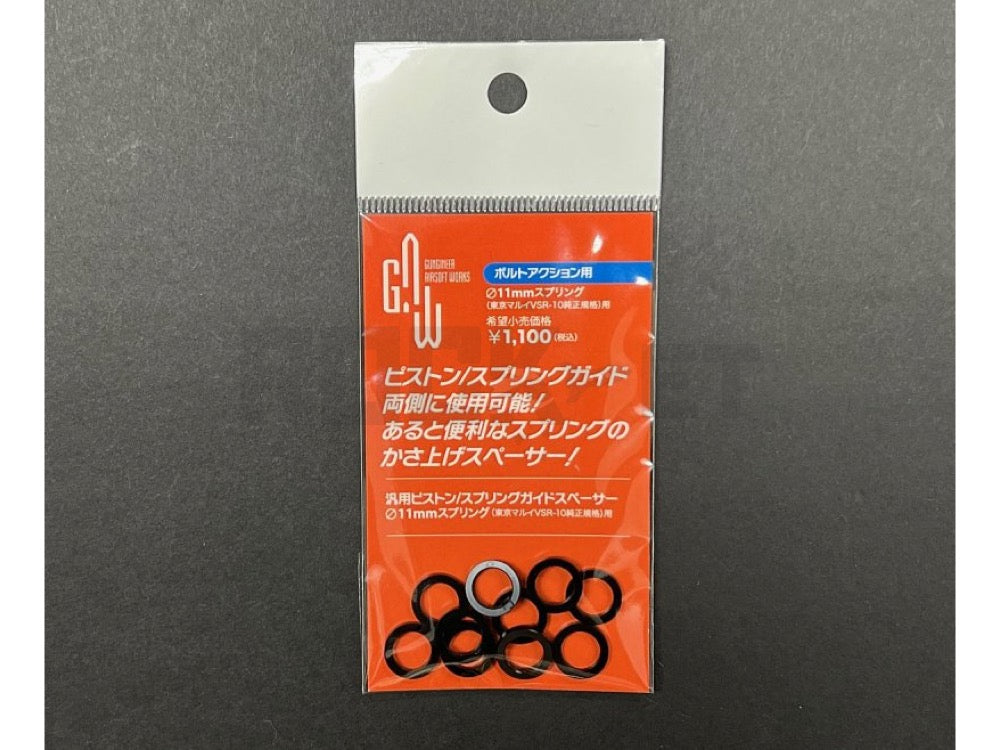 G.A.W
GUNGINEER
AIRSOFT WORKS
ボルトアクション用
∅11mmスプリング
(東京マルイVSR-10純正規格)用
希望小売価格
¥1,100(税込)
ピストン/スプリングガイド
両側に使用可能!
あると便利なスプリングの
かさ上げスペーサー!
汎用ピストン/スプリングガイドスペーサー
∅11mmスプリング(東京マルイVSR-10純正規格)用